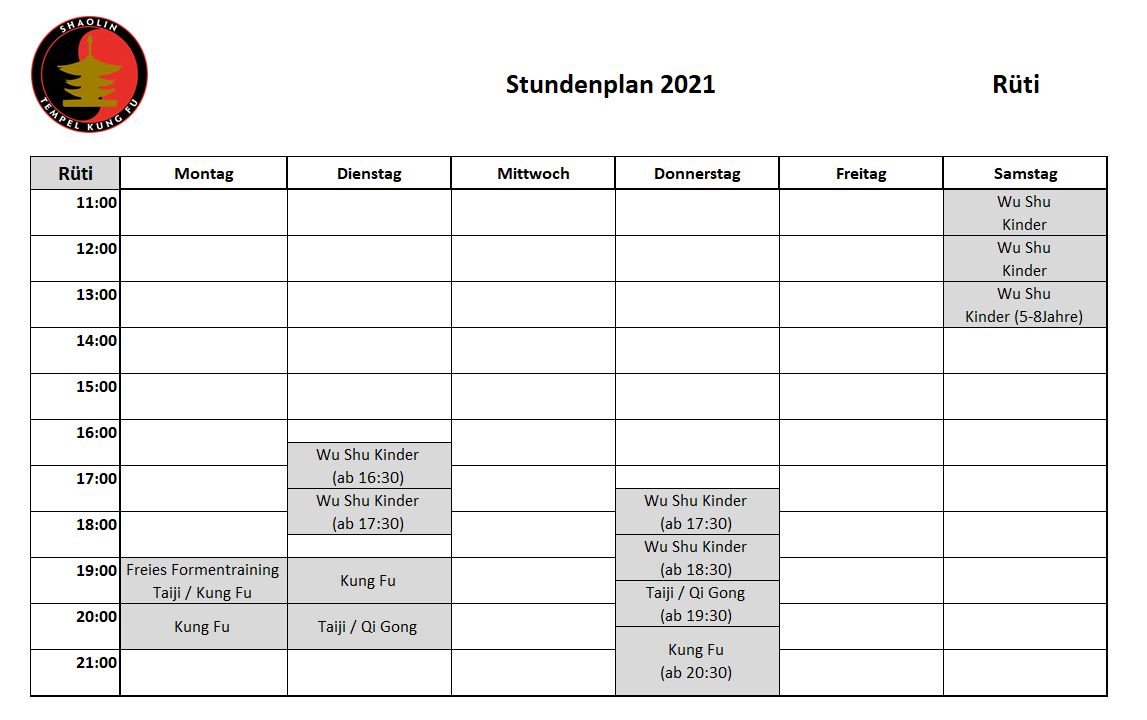 SHAOLIN
TEMPEL KUNG FU
Stundenplan 2021
Rüti
Rüti Montag Dienstag Mittwoch Donnerstag Freitag Samstag
11:00 Wu Shu
Kinder
12:00 Wu Shu
Kinder
13:00 Wu Shu
Kinder (5-8Jahre)
14:00
15:00
16:00
Wu Shu Kinder
(ab 16:30)
17:00
Wu Shu Kinder
(ab 17:30)
Wu Shu Kinder
(ab 17:30)
18:00
Wu Shu Kinder
(ab 18:30)
19:00 Freies Formentraining
Taiji / Kung Fu
Kung Fu
Taiji / Qi Gong
(ab 19:30)
20:00 Kung Fu
Taiji / Qi Gong
Kung Fu
(ab 20:30)
21:00